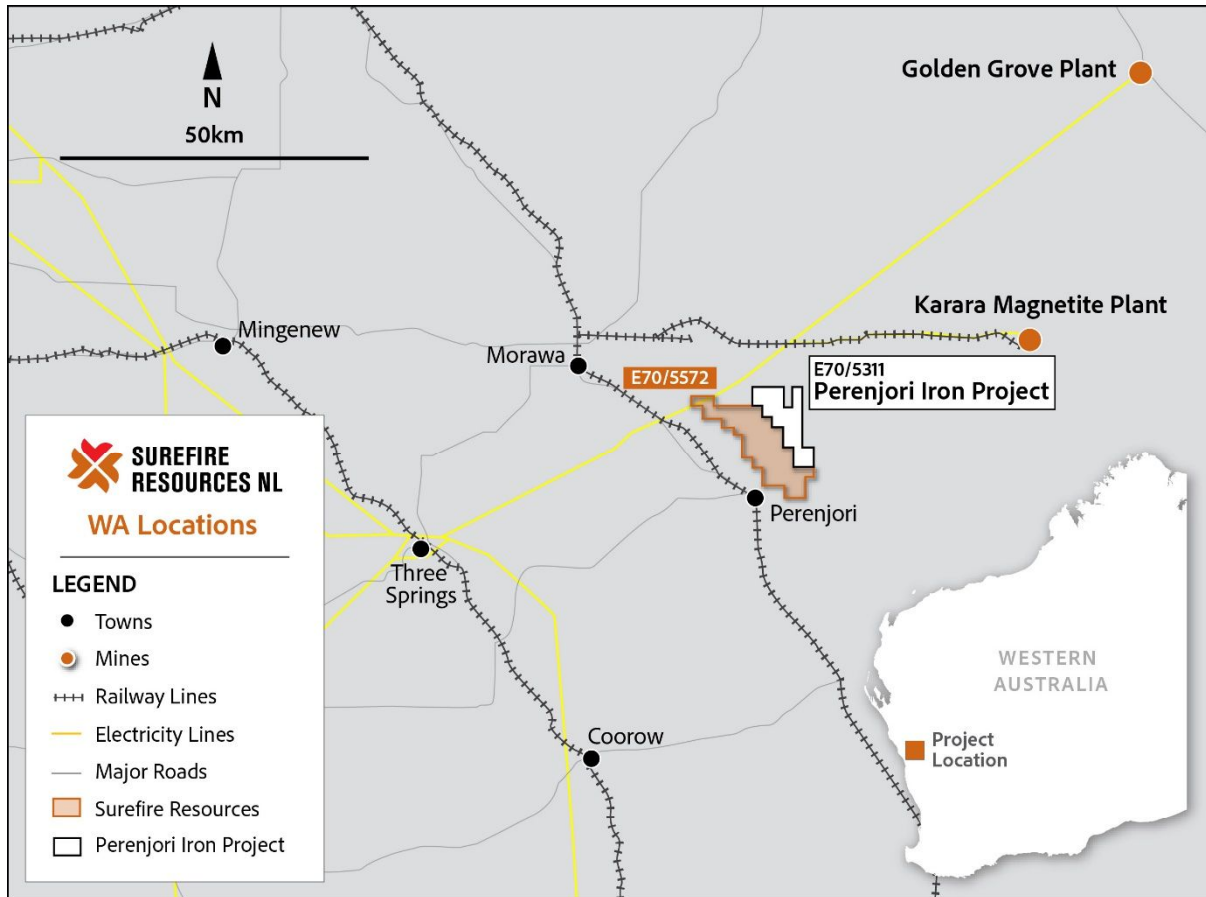 N
50km
Golden Grove Plant
Karara Magnetite Plant
E70/5311
Perenjori Iron Project
E70/5572
Mingenew
Morawa
Perenjori
Three
Springs
Coorow
SUREFIRE
RESOURCES NL
WA Locations
LEGEND
Towns
Mines
Railway Lines
Electricity Lines
Major Roads
Surefire Resources
Perenjori Iron Project
WESTERN
AUSTRALIA
Project
Location